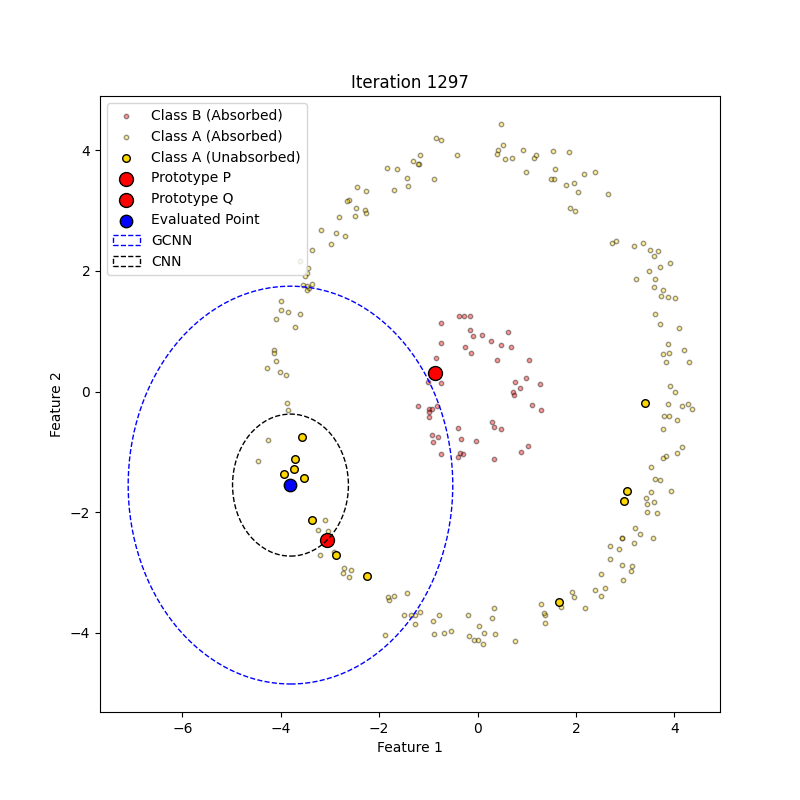 Iteration 1297
Class B (Absorbed)
Class A (Absorbed)
Class A (Unabsorbed)
Prototype P
Prototype Q
Evaluated Point
GCNN
CNN
4
2
0
−2
−4
Feature 2
−6 −4 −2 0 2 4
Feature 1